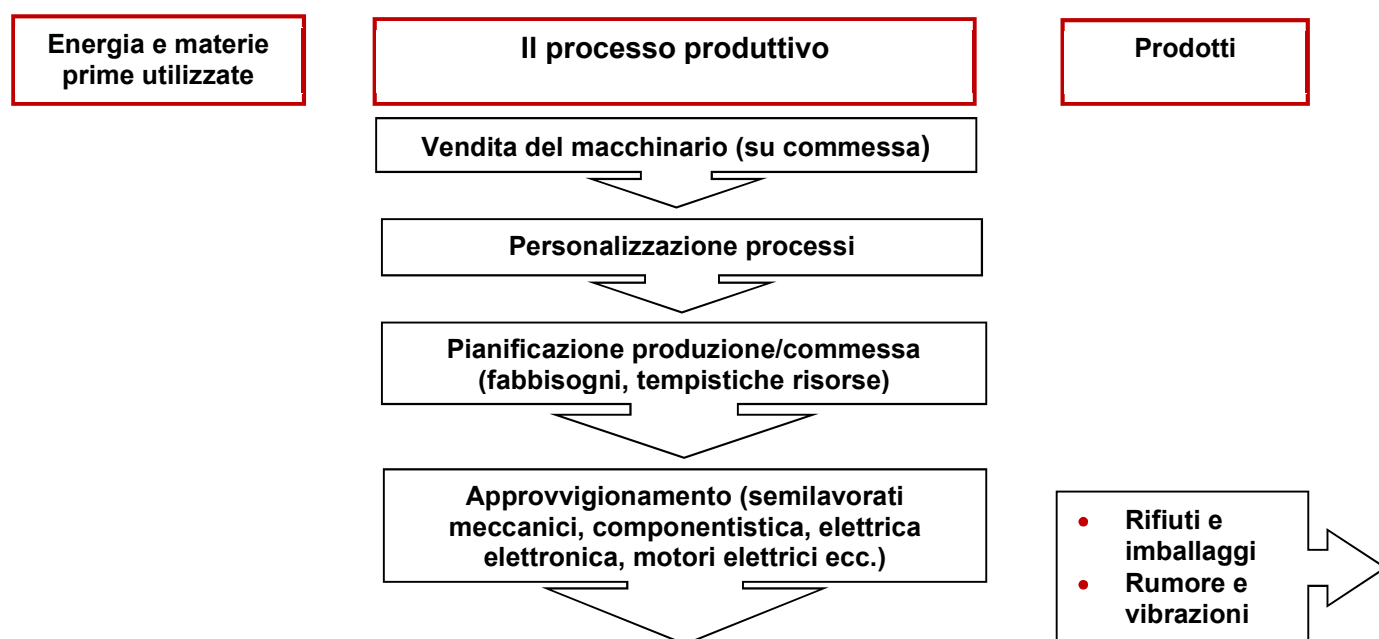 Energia e materie
prime utilizzate
Il processo produttivo
Prodotti
Vendita del macchinario (su commessa)
Personalizzazione processi
Pianificazione produzione/commessa
(fabbisogni, tempistiche risorse)
Approvvigionamento (semilavorati
meccanici, componentistica, elettrica
elettronica, motori elettrici ecc.)
• Rifiuti e
imballaggi
• Rumore e
vibrazioni